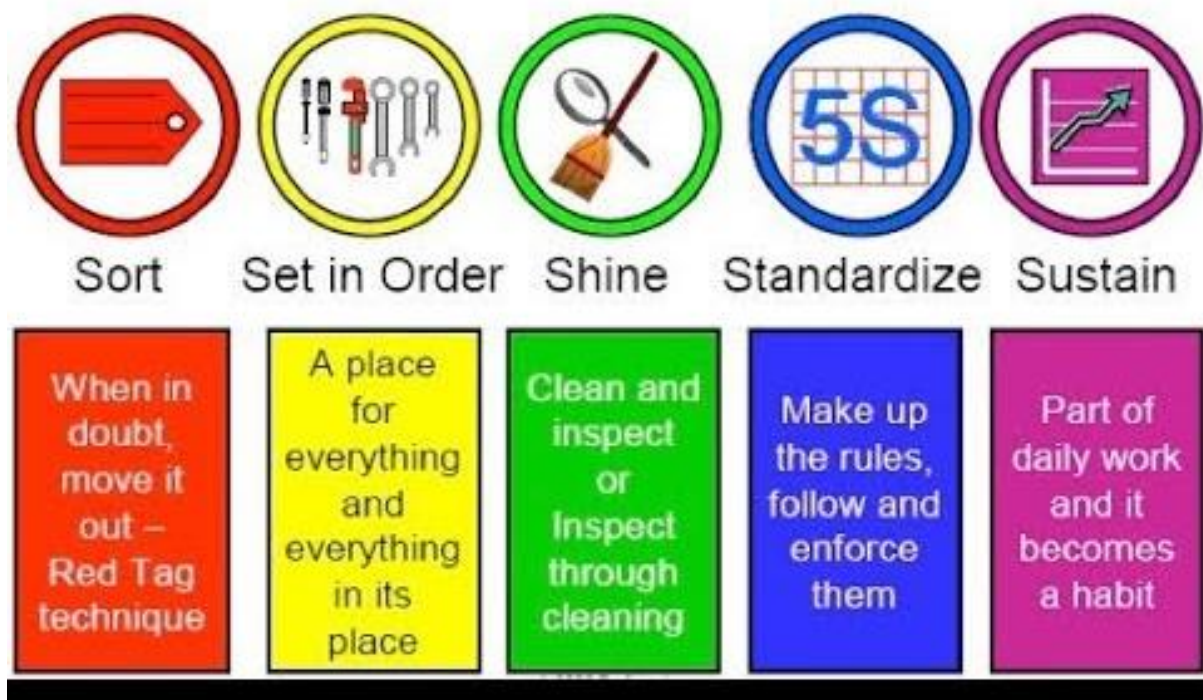 5S
Sort
Set in Order
Shine
Standardize
Sustain
When in
doubt,
move it
out –
Red Tag
technique
A place
for
everything
and
everything
in its
place
Clean and
inspect
or
Inspect
through
cleaning
Make up
the rules,
follow and
enforce
them
Part of
daily work
and it
becomes
a habit